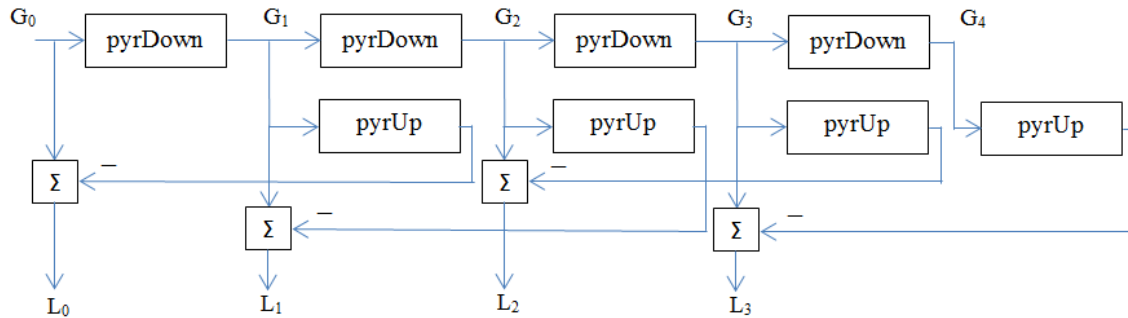 G₀ G₁ G₂ G₃ G₄
pyrDown pyrDown pyrDown pyrDown
pyrUp pyrUp pyrUp pyrUp
– –
Σ Σ
– –
Σ Σ
L₀ L₁ L₂ L₃